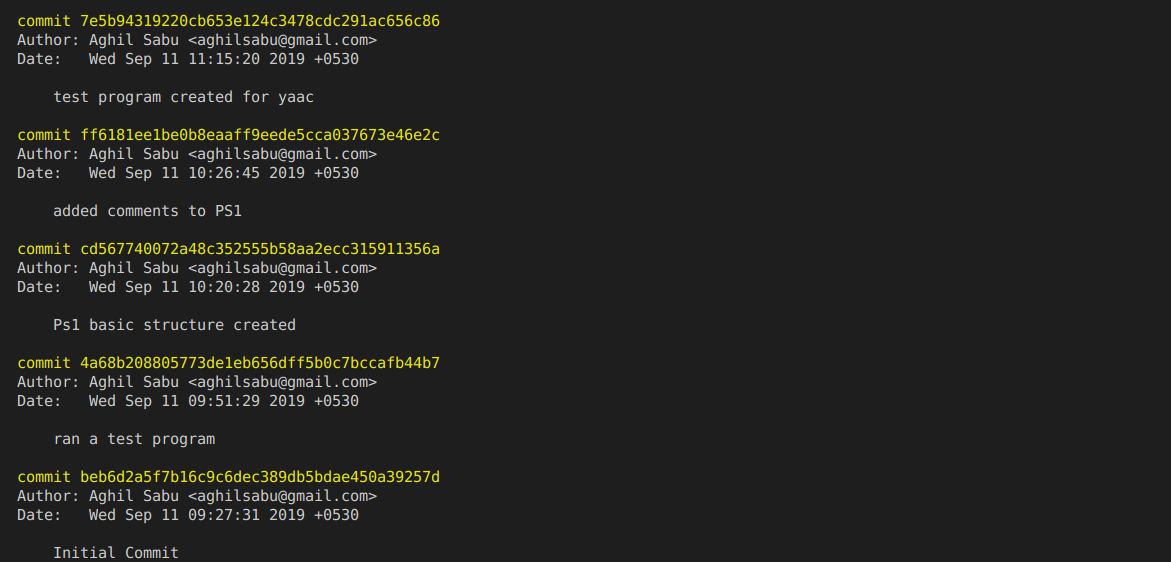 commit 7e5b94319220cb653e124c3478cdc291ac656c86
Author: Aghil Sabu <aghilsabu@gmail.com>
Date:   Wed Sep 11 11:15:20 2019 +0530
test program created for yaac
commit ff6181ee1be0b8eaaff9eede5cca037673e46e2c
Author: Aghil Sabu <aghilsabu@gmail.com>
Date:   Wed Sep 11 10:26:45 2019 +0530
added comments to PS1
commit cd567740072a48c352555b58aa2ecc315911356a
Author: Aghil Sabu <aghilsabu@gmail.com>
Date:   Wed Sep 11 10:20:28 2019 +0530
Ps1 basic structure created
commit 4a68b208805773de1eb656dff5b0c7bccafb44b7
Author: Aghil Sabu <aghilsabu@gmail.com>
Date:   Wed Sep 11 09:51:29 2019 +0530
ran a test program
commit beb6d2a5f7b16c9c6dec389db5bdae450a39257d
Author: Aghil Sabu <aghilsabu@gmail.com>
Date:   Wed Sep 11 09:27:31 2019 +0530
Initial Commit